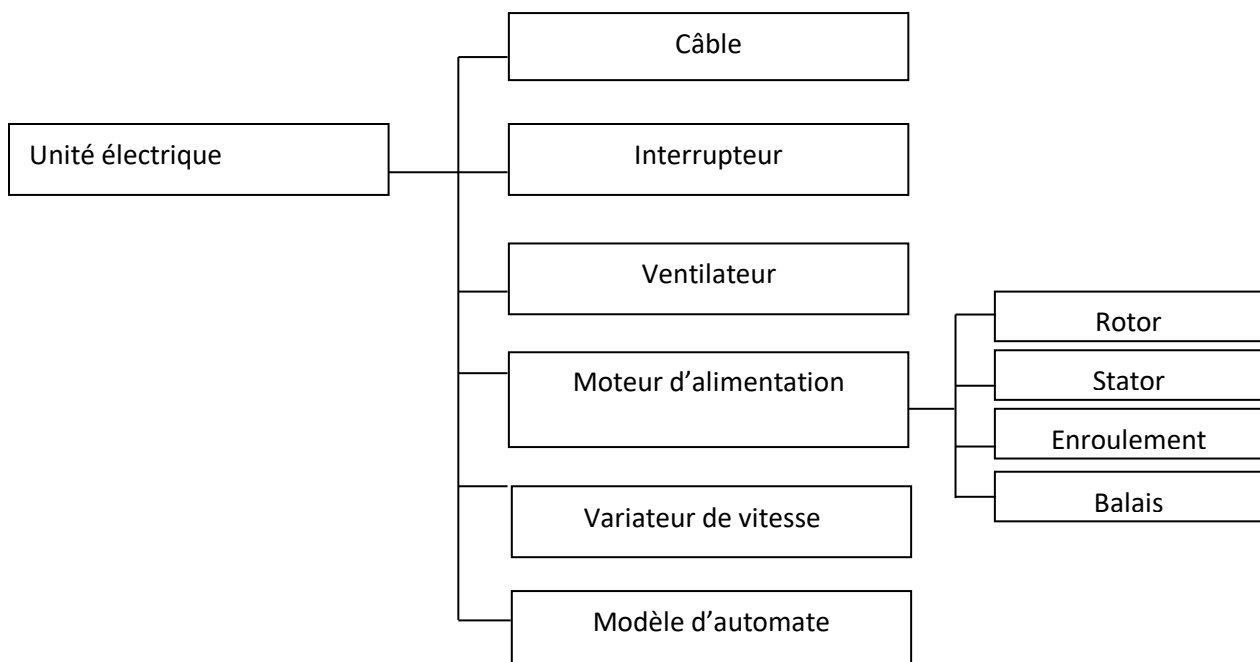 Câble
Unité électrique
Interrupteur
Ventilateur
Rotor
Moteur d’alimentation
Stator
Enroulement
Balais
Variateur de vitesse
Modèle d’automate